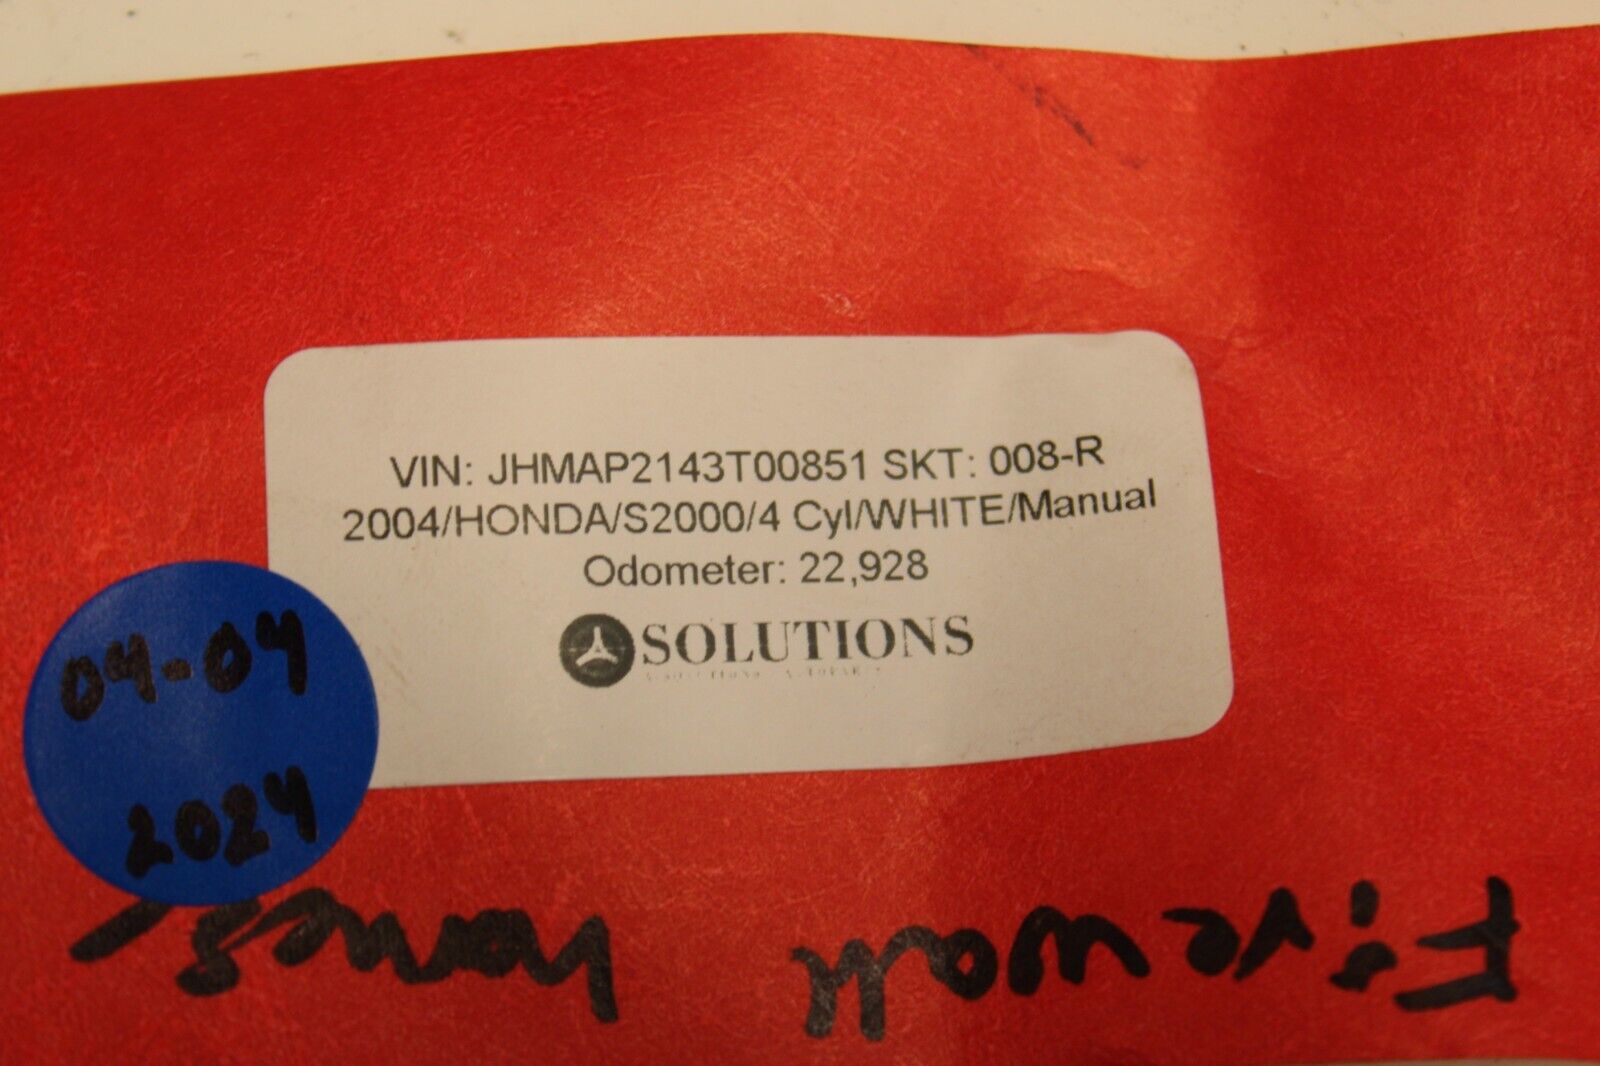 VIN: JHMAP2143T00851 SKT: 008-R
2004/HONDA/S2000/4 Cyl/WHITE/Manual
Odometer: 22,928
SOLUTIONS
04-04
2024
Firewall